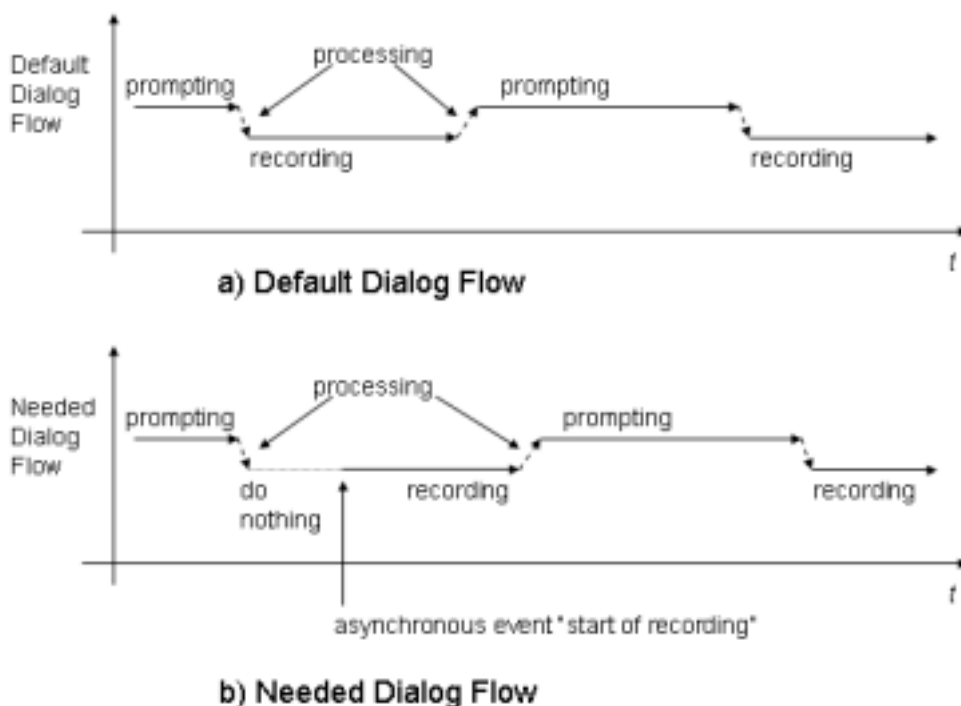 Default
Dialog
Flow
processing
prompting
prompting
recording
recording
t
a) Default Dialog Flow
Needed
Dialog
Flow
processing
prompting
prompting
do
nothing
recording
recording
t
asynchronous event "start of recording"
b) Needed Dialog Flow